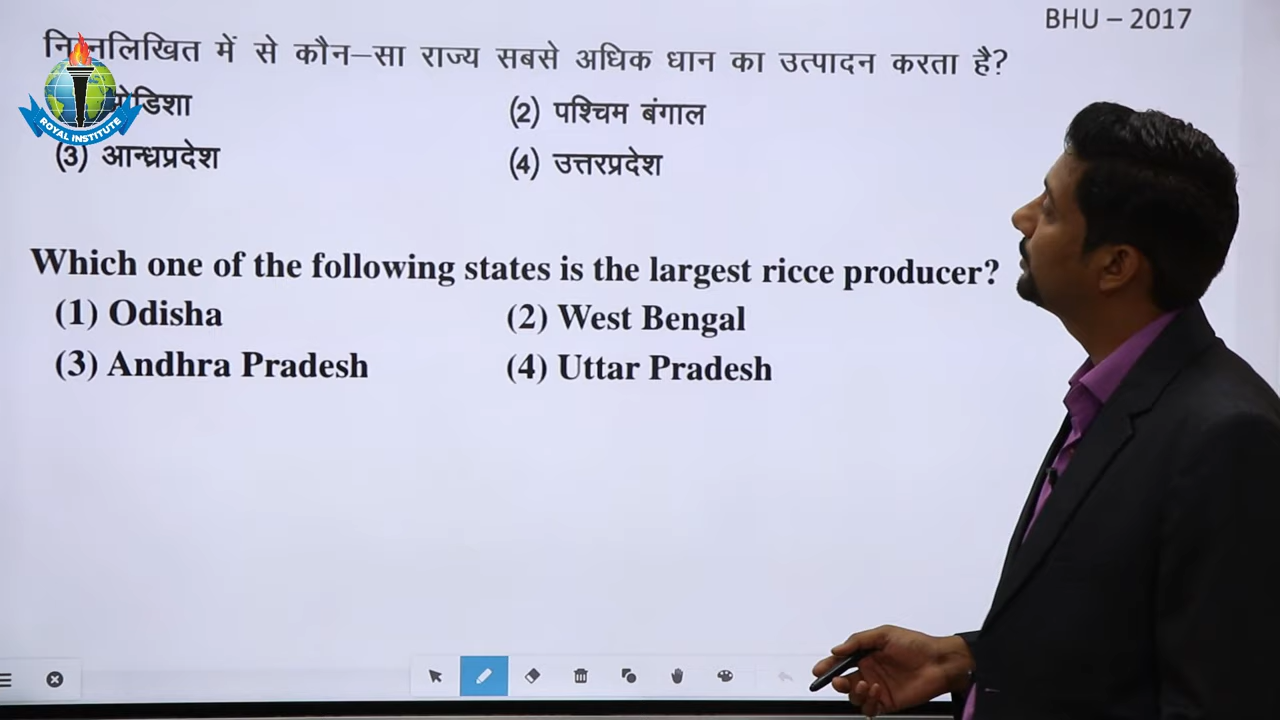 BHU – 2017
निम्नलिखित में से कौन–सा राज्य सबसे अधिक धान का उत्पादन करता है?
ओडिशा (2) पश्चिम बंगाल
(3) आन्ध्रप्रदेश (4) उत्तरप्रदेश
ROYAL INSTITUTE
Which one of the following states is the largest ricce producer?
(1) Odisha (2) West Bengal
(3) Andhra Pradesh (4) Uttar Pradesh